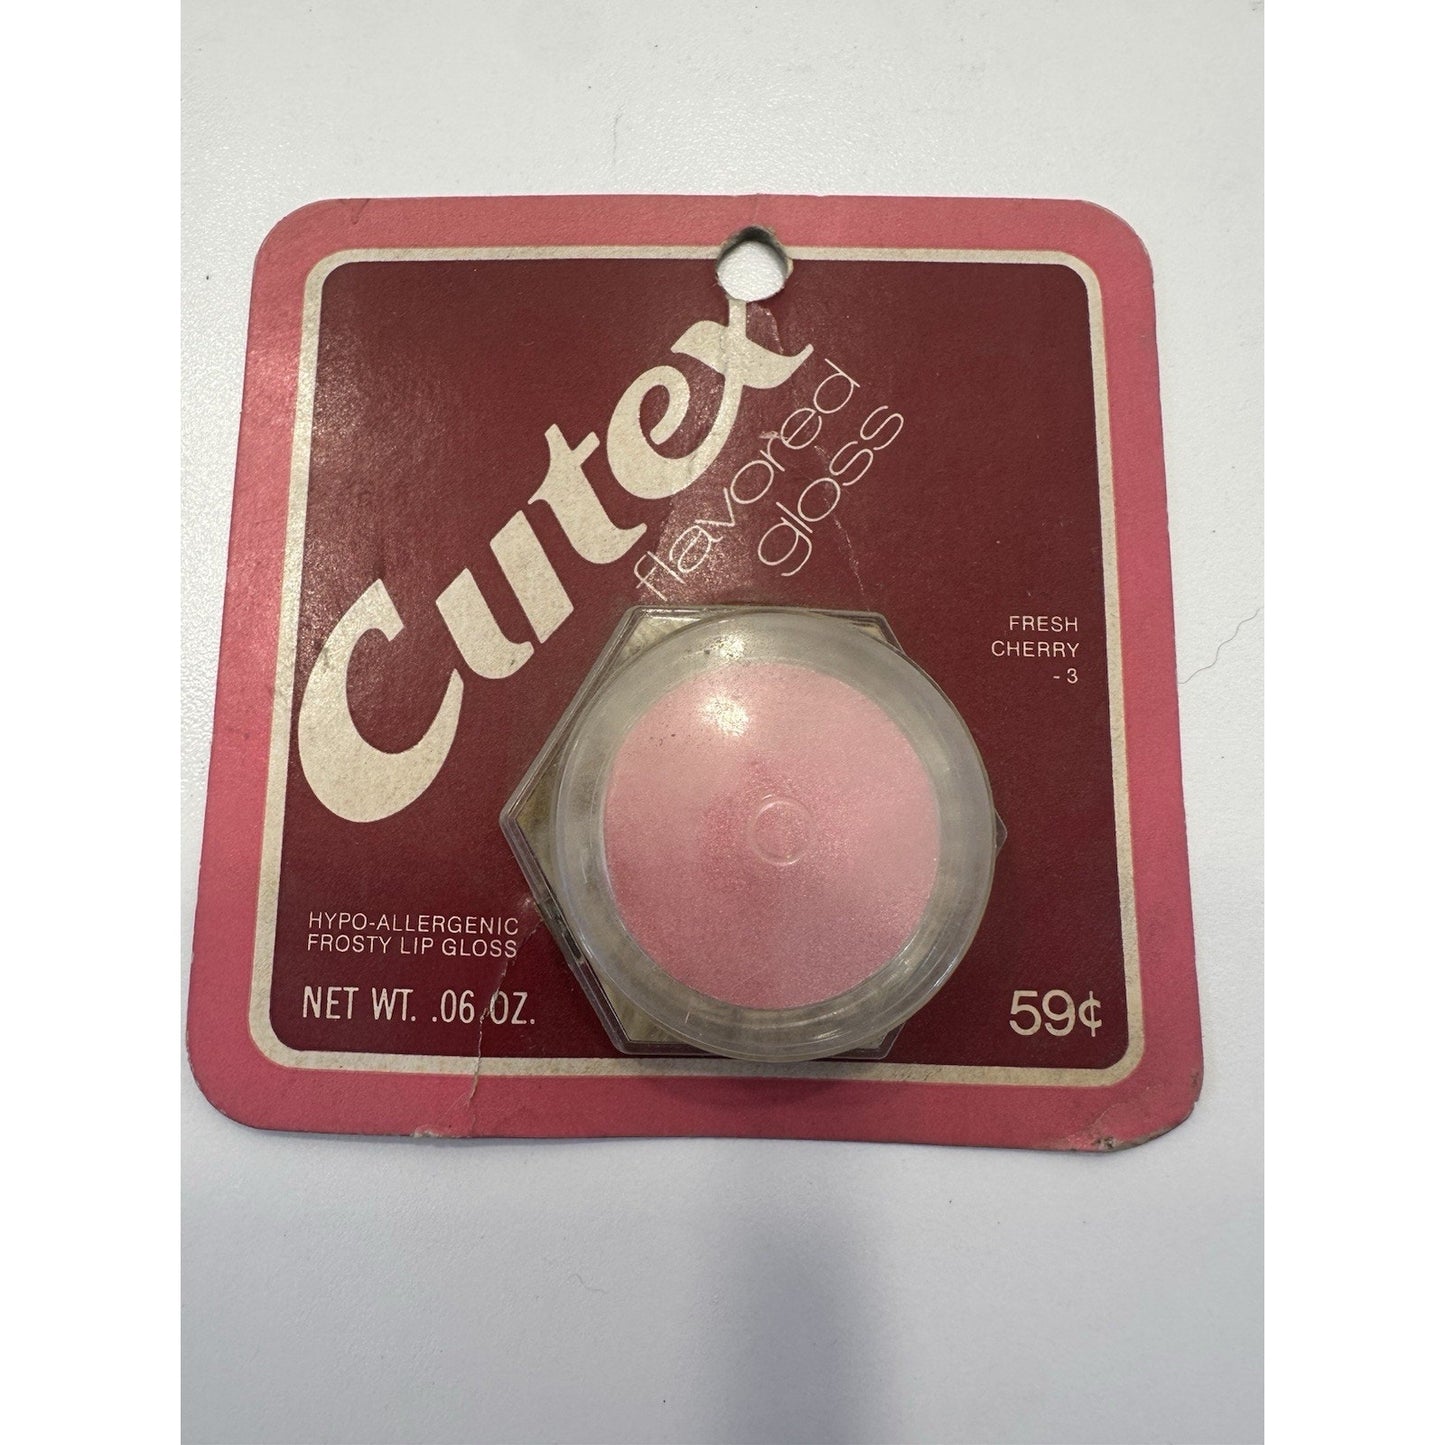 Cutex
flavored
gloss
FRESH
CHERRY
- 3
HYPO-ALLERGENIC
FROSTY LIP GLOSS
NET WT. .06 OZ.
59¢